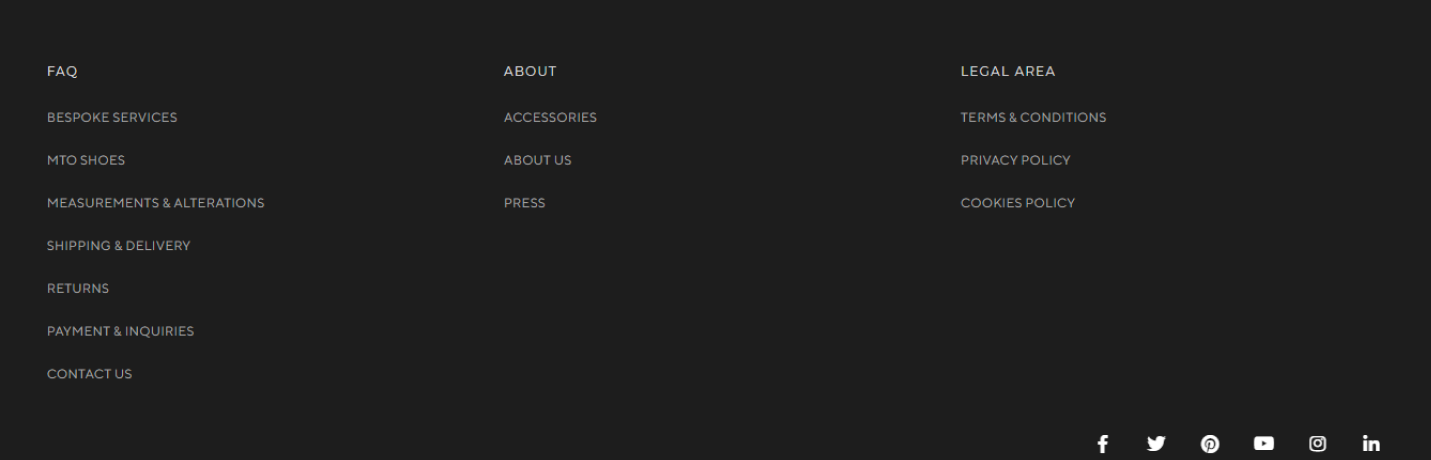 FAQ
BESPOKE SERVICES
MTO SHOES
MEASUREMENTS & ALTERATIONS
SHIPPING & DELIVERY
RETURNS
PAYMENT & INQUIRIES
CONTACT US
ABOUT
ACCESSORIES
ABOUT US
PRESS
LEGAL AREA
TERMS & CONDITIONS
PRIVACY POLICY
COOKIES POLICY